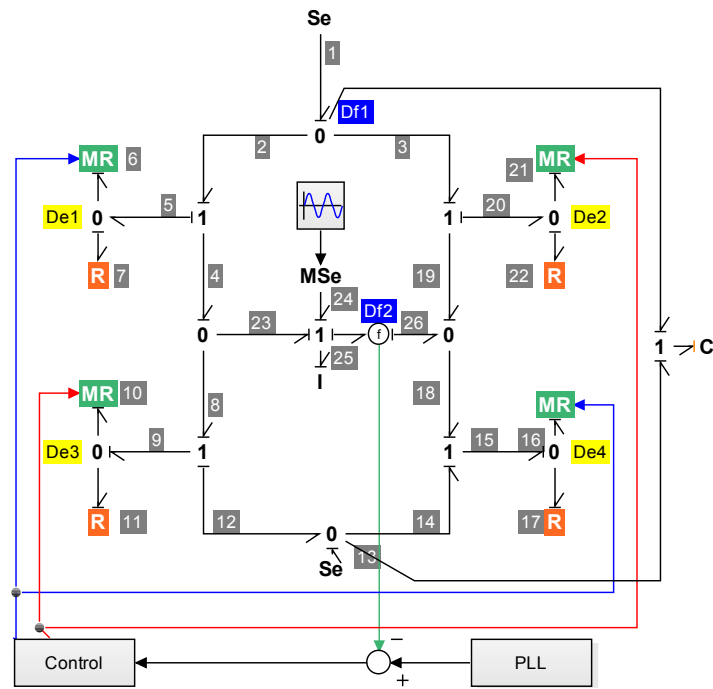 Se
1
Df1
2 0 3
MR 6
21 MR
De1 0 5 1
1 20 0 De2
R 7
4
MSe
19
22 R
24
Df2
0 23 1 f 26 0
25
I
1 C
MR 10
8
18
MR
De3 0 9 1
1 15 16 0 De4
R 11
12
0
14
17 R
13
Se
−
Control
+
PLL